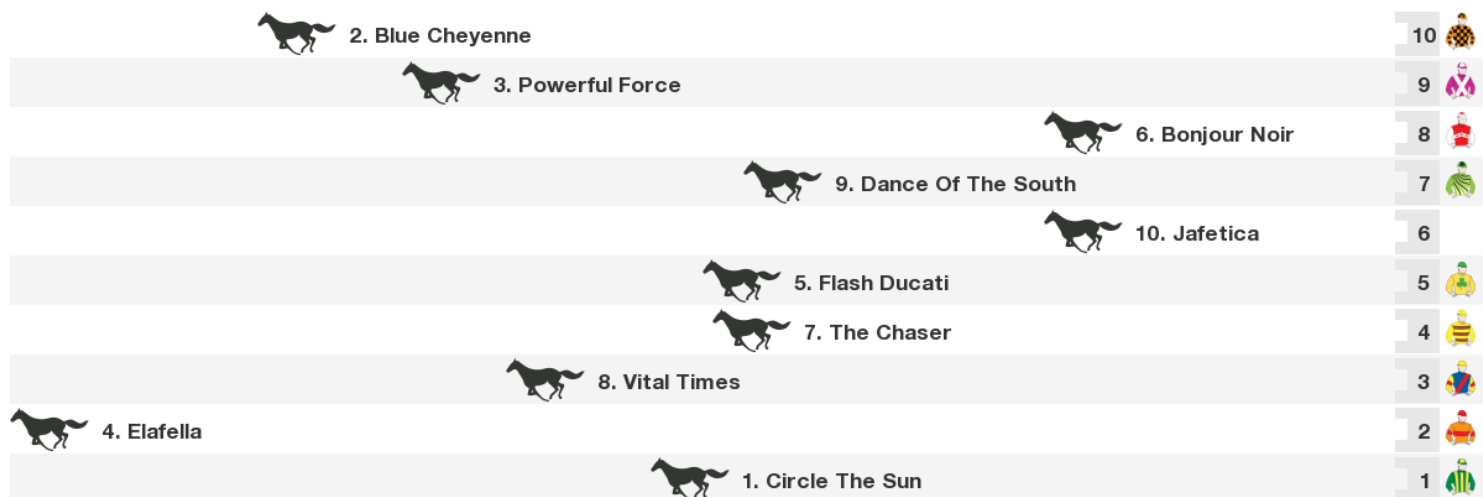 2. Blue Cheyenne 10
3. Powerful Force 9
6. Bonjour Noir 8
9. Dance Of The South 7
10. Jafetica 6
5. Flash Ducati 5
7. The Chaser 4
8. Vital Times 3
4. Elafella 2
1. Circle The Sun 1